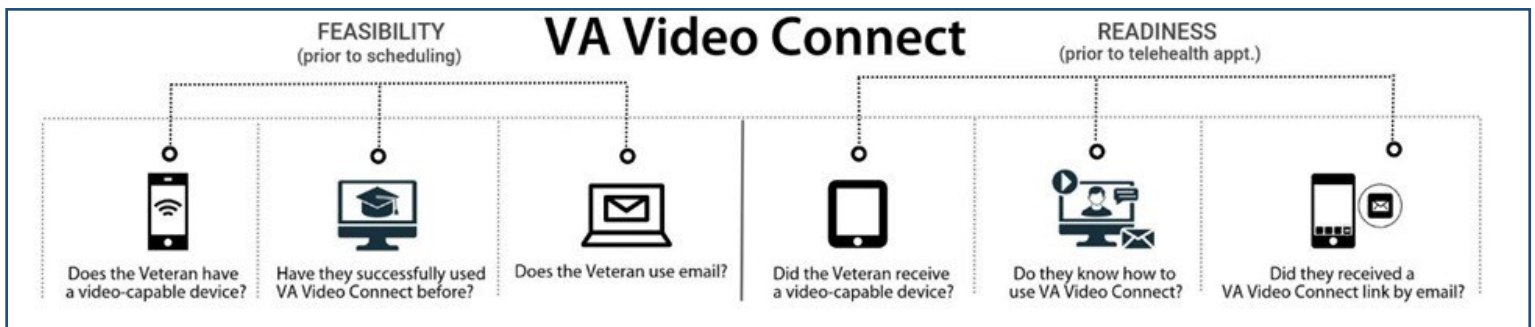 VA Video Connect
FEASIBILITY
(prior to scheduling)
READINESS
(prior to telehealth appt.)
Does the Veteran have
a video-capable device?
Have they successfully used
VA Video Connect before?
Does the Veteran use email?
Did the Veteran receive
a video-capable device?
Do they know how to
use VA Video Connect?
Did they received a
VA Video Connect link by email?